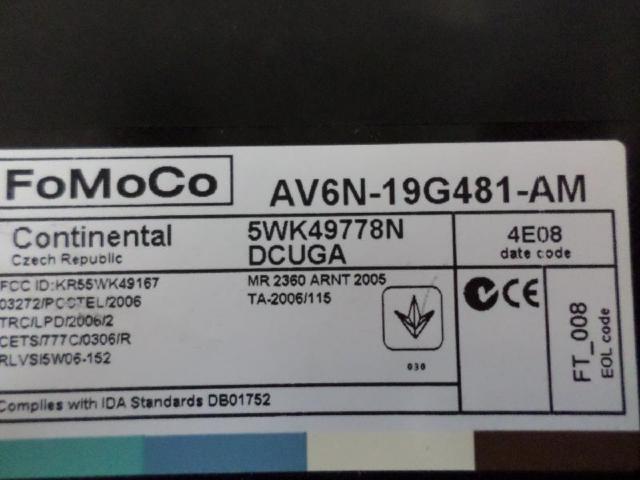 FoMoCo
AV6N-19G481-AM
Continental
Czech Republic
5WK49778N
DCUGA
4E08
date code
FCC ID:KR55WK49167
03272/POSTEL/2006
TRC/LPD/2006/2
CETS/777C/0306/R
RLVSI5W06-152
MR 2360 ARNT 2005
TA-2006/115
030
CE
FT_008
EOL code
Complies with IDA Standards DB01752